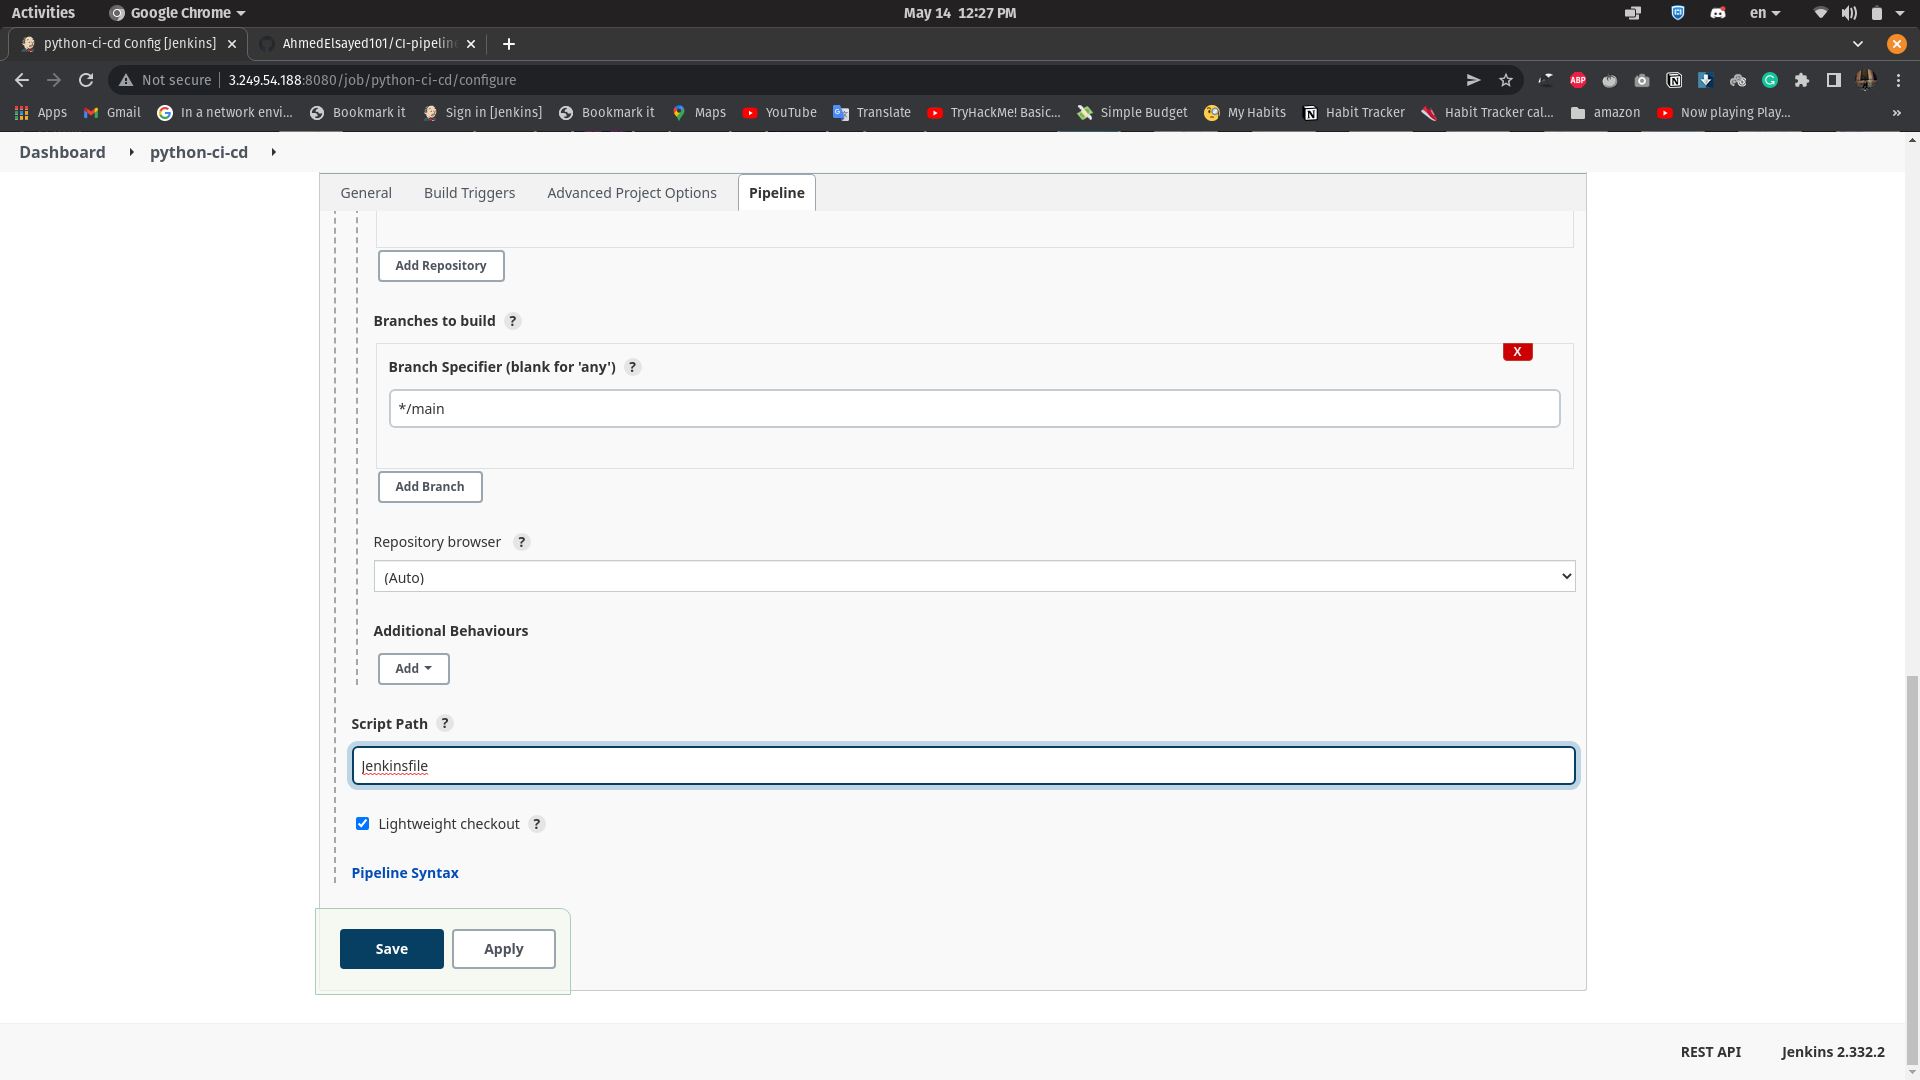 Activities Google Chrome May 14 12:27 PM en
python-ci-cd Config [Jenkins] AhmedElsayed101/CI-pipeline
Not secure 3.249.54.188:8080/job/python-ci-cd/configure
Apps Gmail In a network envi... Bookmark it Sign in [Jenkins] Bookmark it Maps YouTube Translate TryHackMe! Basic... Simple Budget My Habits Habit Tracker Habit Tracker cal... amazon Now playing Play... »
Dashboard python-ci-cd
General Build Triggers Advanced Project Options Pipeline
Add Repository
Branches to build ?
X
Branch Specifier (blank for 'any') ?
*/main
Add Branch
Repository browser ?
(Auto)
Additional Behaviours
Add
Script Path ?
Jenkinsfile
Lightweight checkout ?
Pipeline Syntax
Save Apply
REST API Jenkins 2.332.2